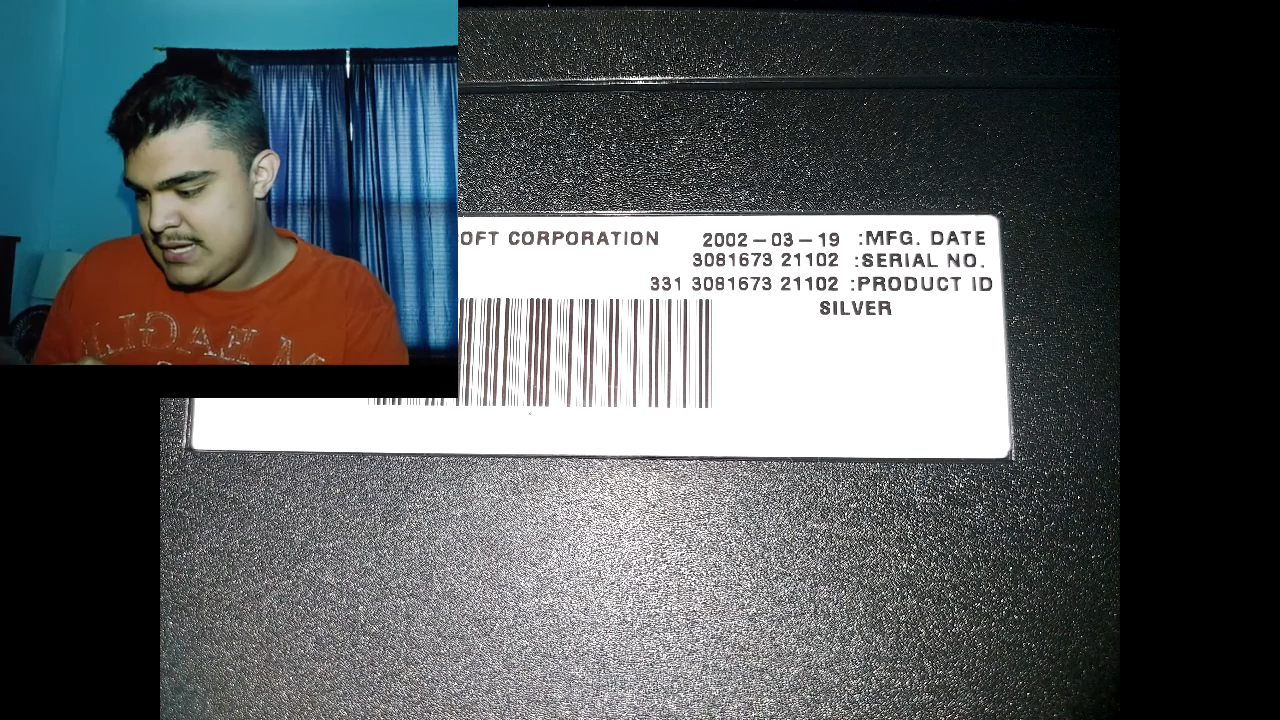 OFT CORPORATION 2002-03-19 :MFG. DATE
3081673 21102 :SERIAL NO.
331 3081673 21102 :PRODUCT ID
SILVER